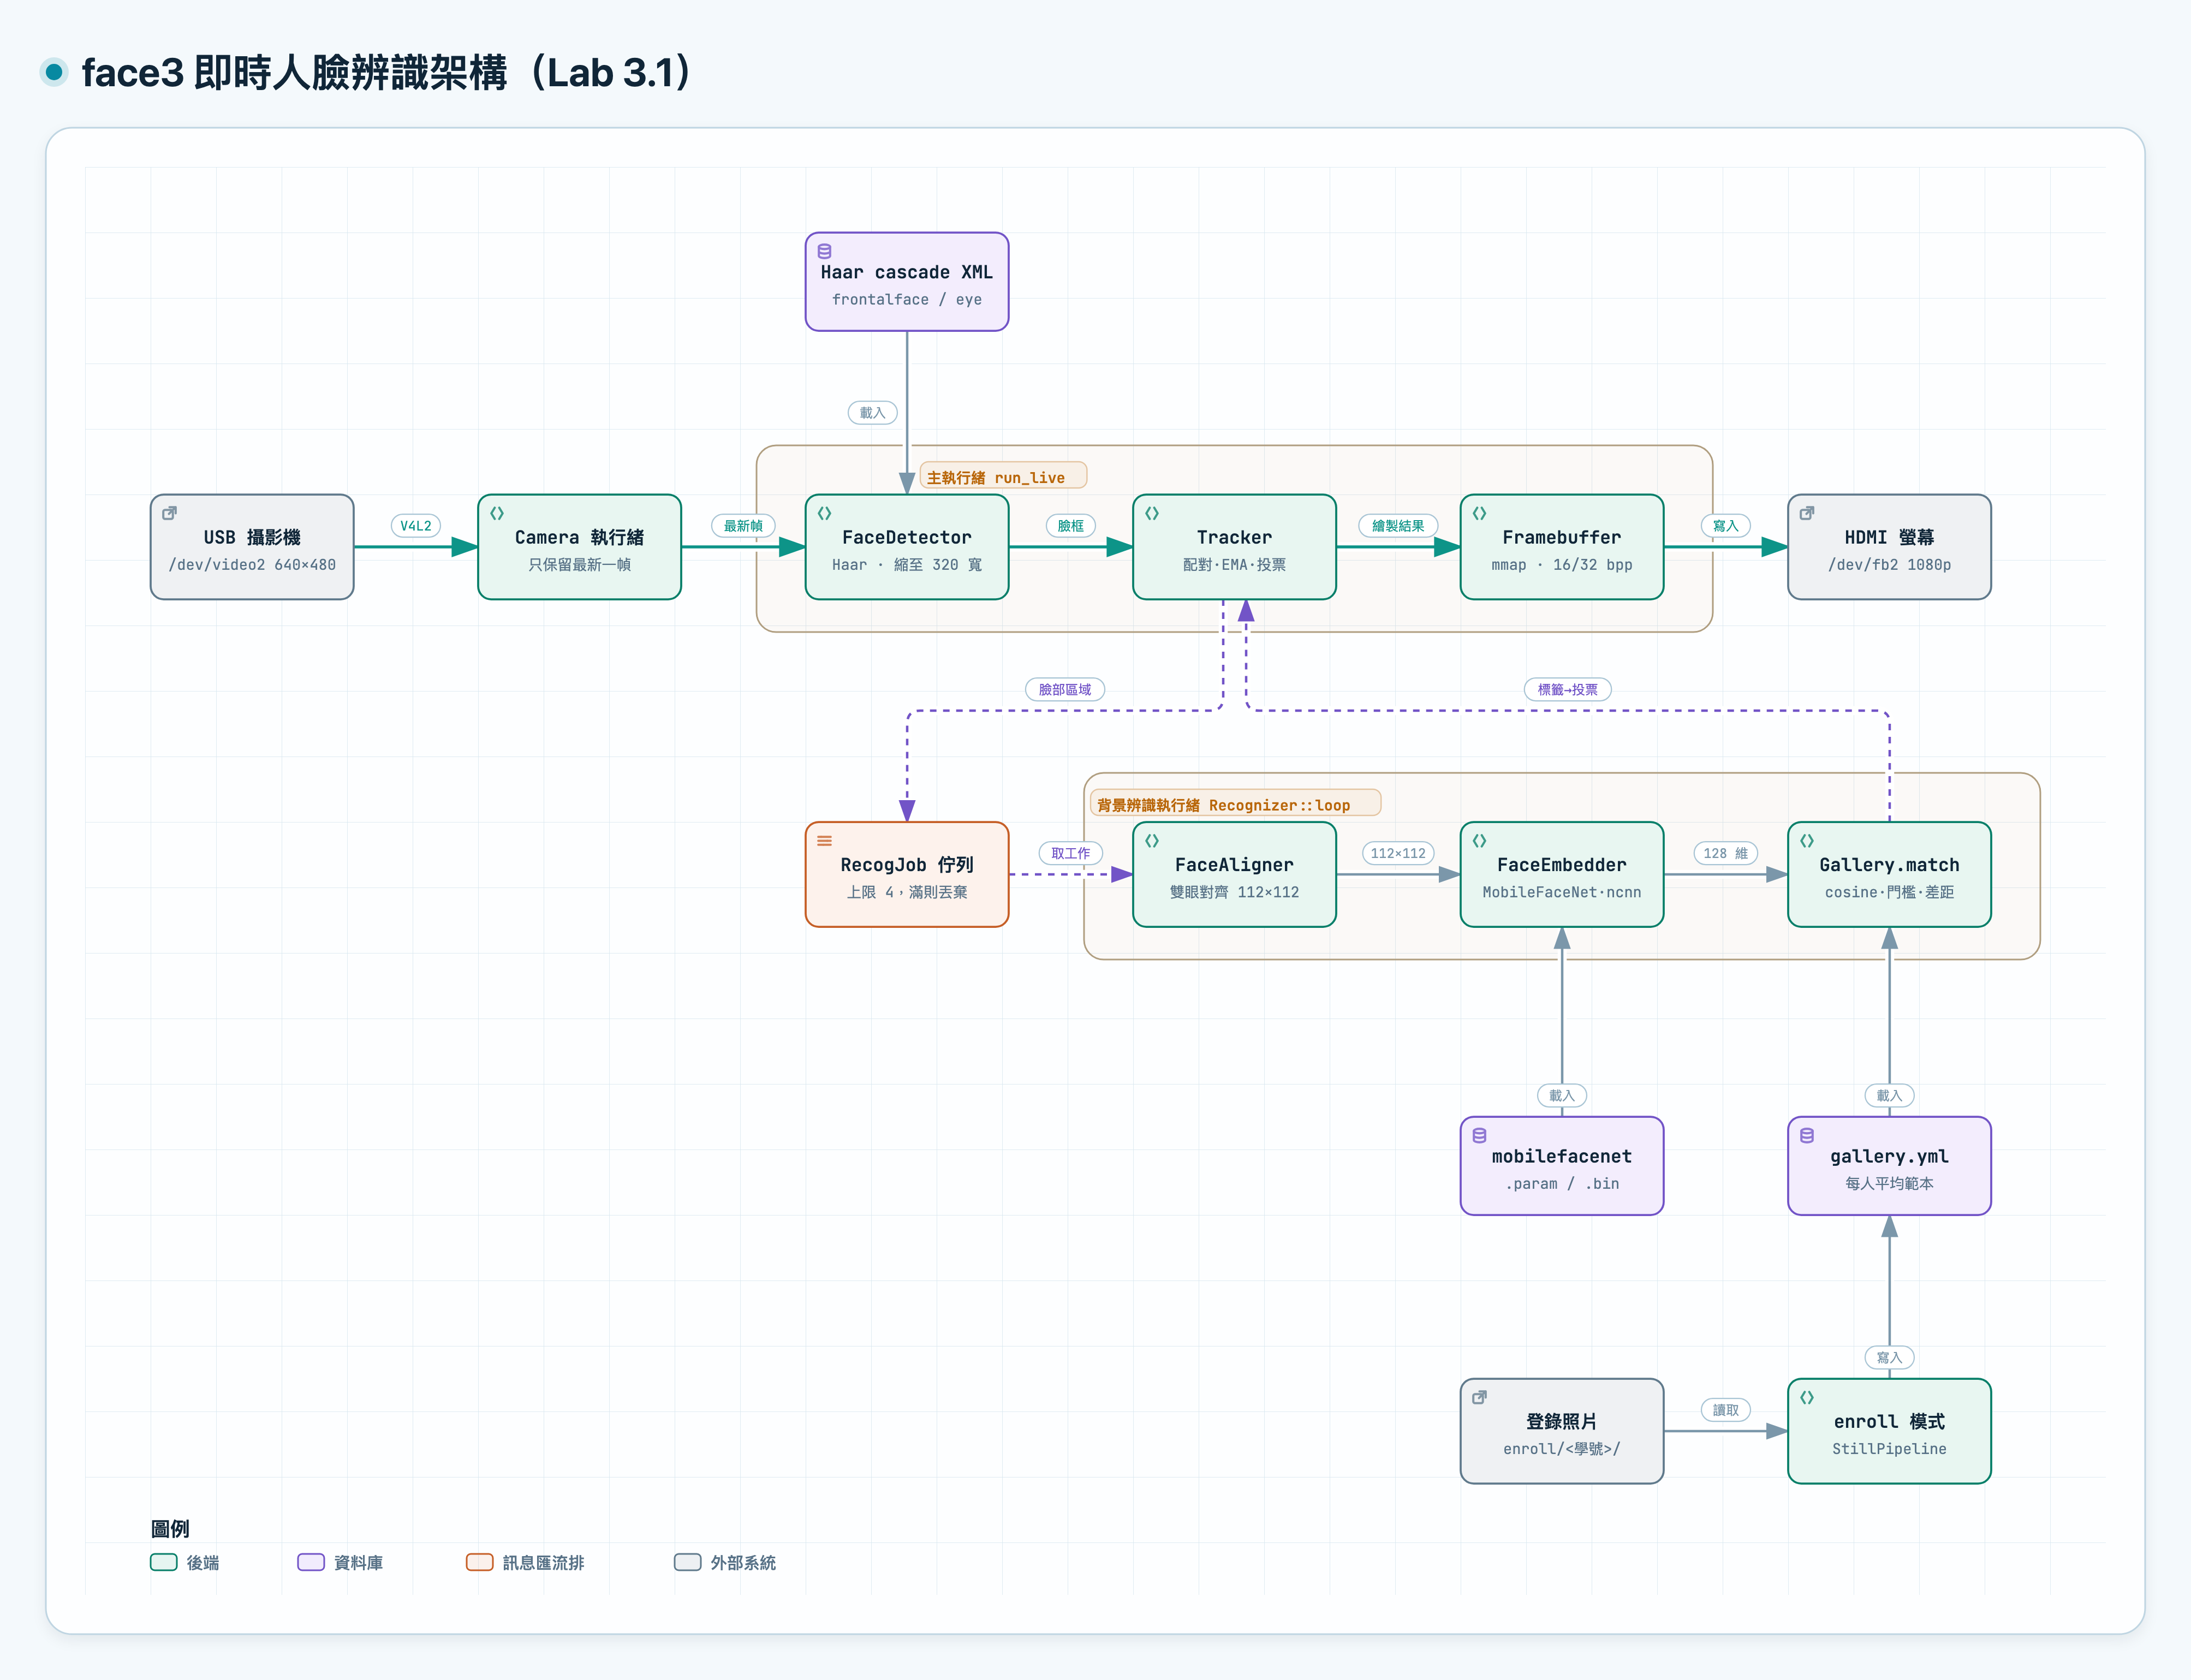 face3 即時人臉辨識架構（Lab 3.1）
Haar cascade XML
frontalface / eye
載入
主執行緒 run_live
USB 攝影機
/dev/video2 640×480
V4L2
Camera 執行緒
只保留最新一幀
最新幀
FaceDetector
Haar · 縮至 320 寬
臉框
Tracker
配對·EMA·投票
繪製結果
Framebuffer
mmap · 16/32 bpp
寫入
HDMI 螢幕
/dev/fb2 1080p
臉部區域
標籤→投票
背景辨識執行緒 Recognizer::loop
RecogJob 佇列
上限 4，滿則丟棄
取工作
FaceAligner
雙眼對齊 112×112
112×112
FaceEmbedder
MobileFaceNet·ncnn
128 維
Gallery.match
cosine·門檻·差距
載入
載入
mobilefacenet
.param / .bin
gallery.yml
每人平均範本
寫入
登錄照片
enroll/<學號>/
讀取
enroll 模式
StillPipeline
圖例
後端
資料庫
訊息匯流排
外部系統